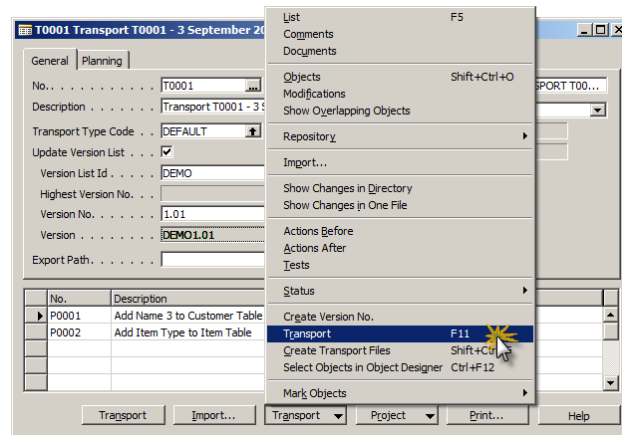 T0001 Transport T0001 - 3 September 20
General Planning
No. . . . . . . . . . . . . T0001 ... SPORT T00...
Description . . . . . . . Transport T0001 - 3 S
Transport Type Code . . DEFAULT
Update Version List . . .
Version List Id . . . . . . DEMO
Highest Version No. . .
Version No. . . . . . . . 1.01
Version . . . . . . . . . DEMO1.01
Export Path. . . . . . .
No. Description
P0001 Add Name 3 to Customer Table
P0002 Add Item Type to Item Table
Transport Import... Transport Project Print... Help
List F5
Comments
Documents
Objects Shift+Ctrl+O
Modifications
Show Overlapping Objects
Repository
Import...
Show Changes in Directory
Show Changes in One File
Actions Before
Actions After
Tests
Status
Create Version No.
Transport F11
Create Transport Files Shift+Ctr
Select Objects in Object Designer Ctrl+F12
Mark Objects